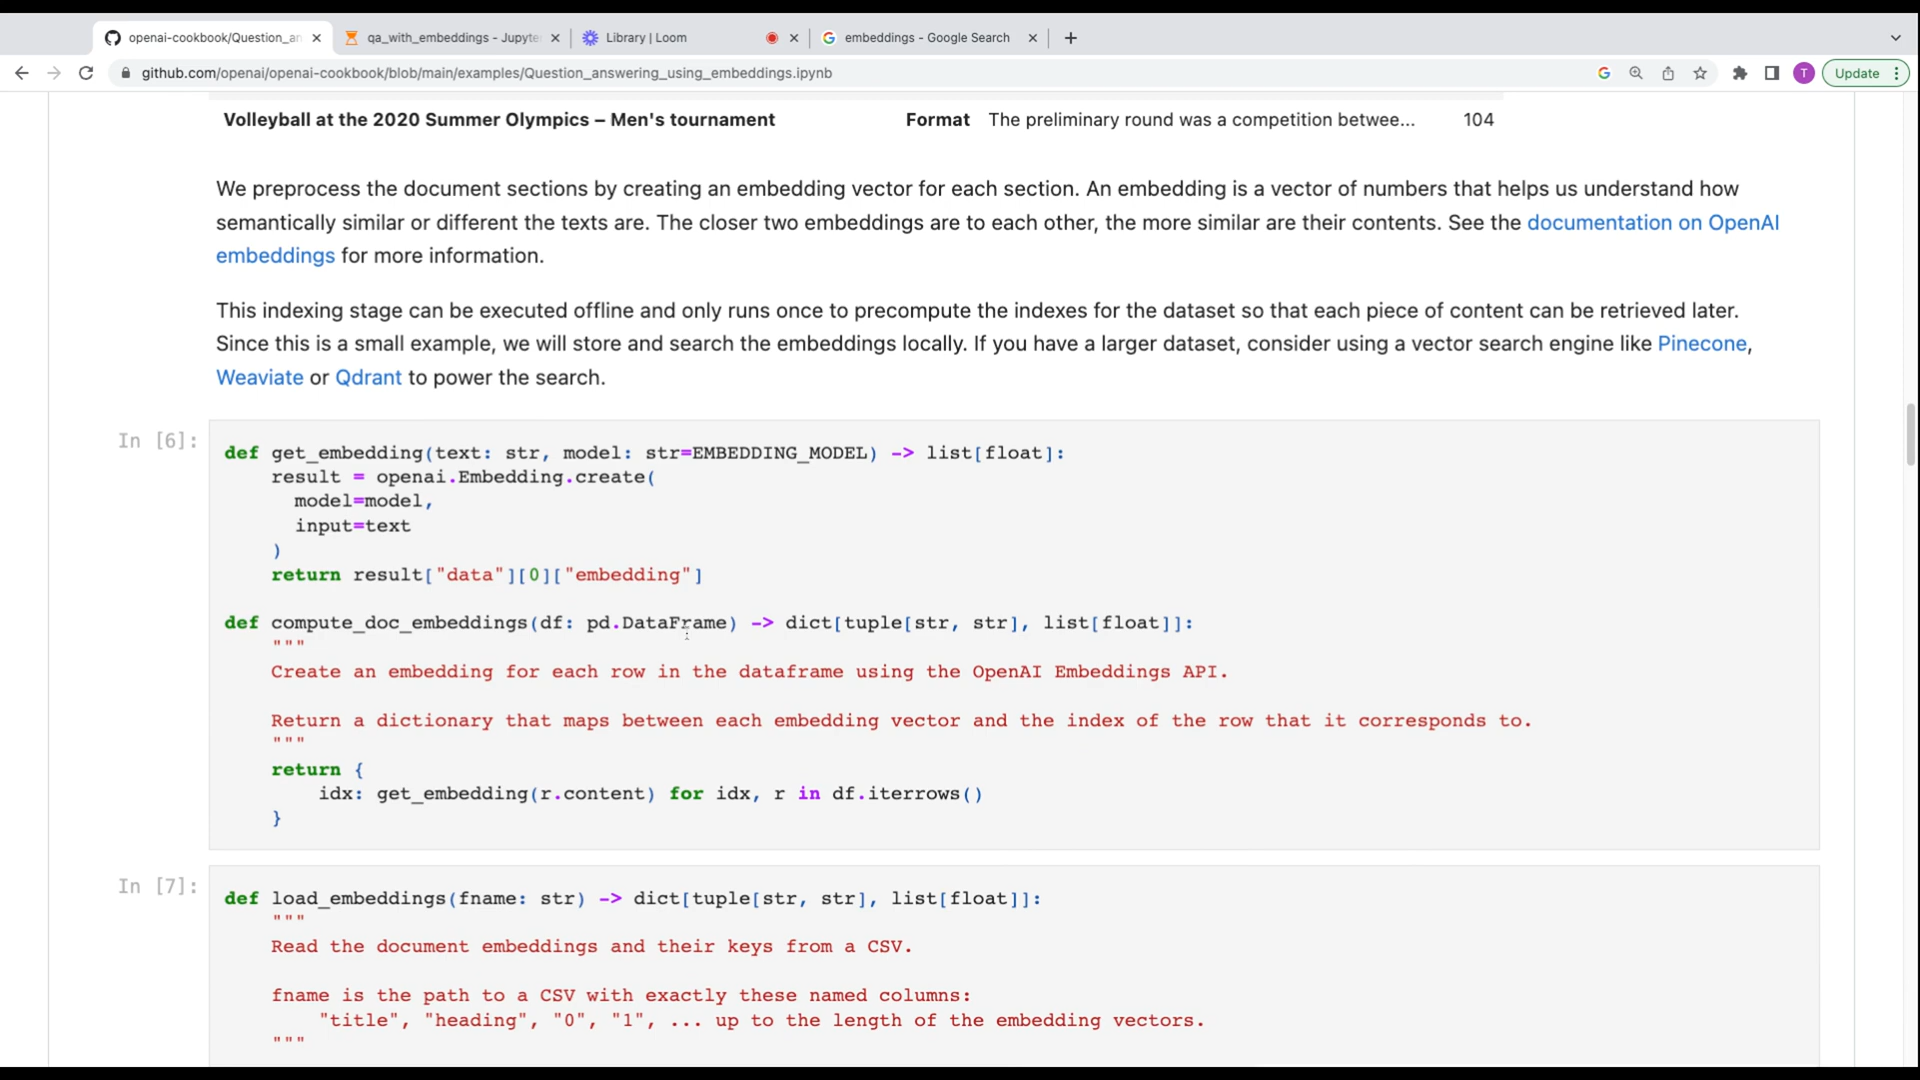 openai-cookbook/Question_an
qa_with_embeddings - Jupyte
Library | Loom
embeddings - Google Search
github.com/openai/openai-cookbook/blob/main/examples/Question_answering_using_embeddings.ipynb
T
Update
Volleyball at the 2020 Summer Olympics – Men's tournament Format The preliminary round was a competition betwee... 104
We preprocess the document sections by creating an embedding vector for each section. An embedding is a vector of numbers that helps us understand how
semantically similar or different the texts are. The closer two embeddings are to each other, the more similar are their contents. See the documentation on OpenAI
embeddings for more information.
This indexing stage can be executed offline and only runs once to precompute the indexes for the dataset so that each piece of content can be retrieved later.
Since this is a small example, we will store and search the embeddings locally. If you have a larger dataset, consider using a vector search engine like Pinecone,
Weaviate or Qdrant to power the search.
In [6]:
def get_embedding(text: str, model: str=EMBEDDING_MODEL) -> list[float]:
    result = openai.Embedding.create(
      model=model,
      input=text
    )
    return result["data"][0]["embedding"]
def compute_doc_embeddings(df: pd.DataFrame) -> dict[tuple[str, str], list[float]]:
    """
    Create an embedding for each row in the dataframe using the OpenAI Embeddings API.
    Return a dictionary that maps between each embedding vector and the index of the row that it corresponds to.
    """
    return {
        idx: get_embedding(r.content) for idx, r in df.iterrows()
    }
In [7]:
def load_embeddings(fname: str) -> dict[tuple[str, str], list[float]]:
    """
    Read the document embeddings and their keys from a CSV.
    fname is the path to a CSV with exactly these named columns:
        "title", "heading", "0", "1", ... up to the length of the embedding vectors.
    """